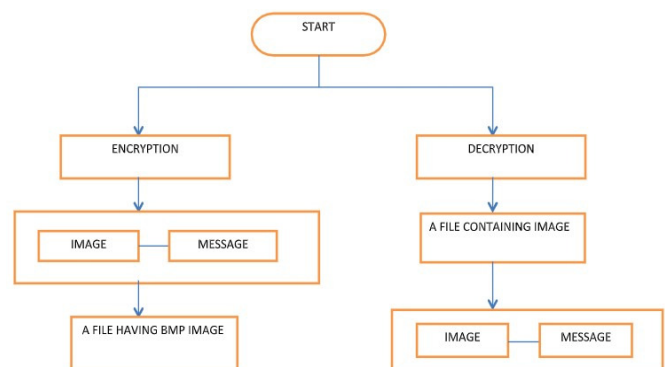 START
ENCRYPTION
DECRYPTION
IMAGE
MESSAGE
A FILE CONTAINING IMAGE
A FILE HAVING BMP IMAGE
IMAGE
MESSAGE